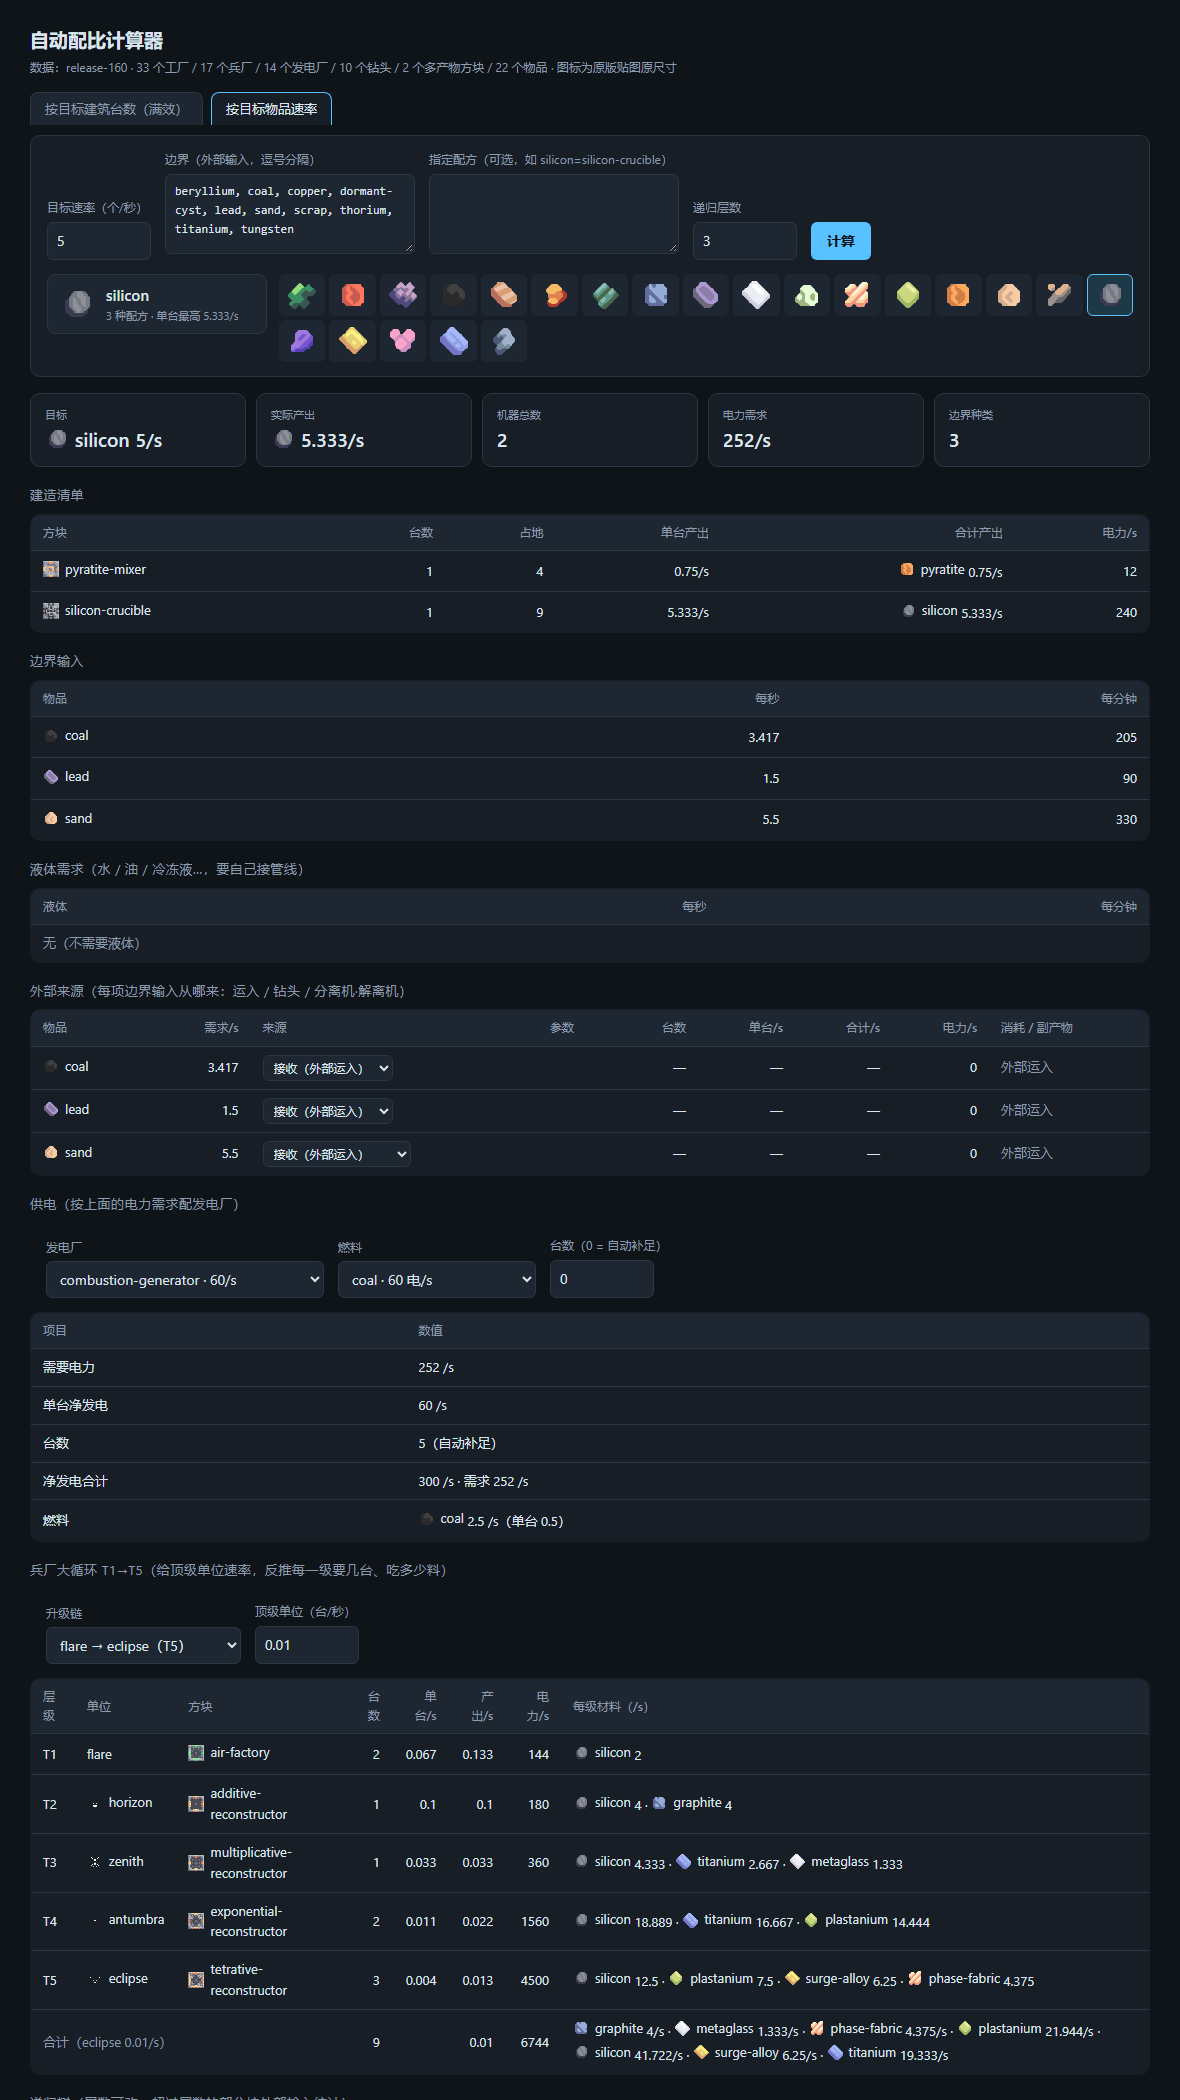 自动配比计算器
数据：release-160 · 33 个工厂 / 17 个兵厂 / 14 个发电厂 / 10 个钻头 / 2 个多产物方块 / 22 个物品 · 图标为原版贴图原尺寸
按目标建筑台数（满效）
按目标物品速率
目标速率（个/秒）
5
边界（外部输入，逗号分隔）
beryllium, coal, copper, dormant-
cyst, lead, sand, scrap, thorium,
titanium, tungsten
指定配方（可选，如 silicon=silicon-crucible）
递归层数
3
计算
silicon
3 种配方 · 单台最高 5.333/s
目标
silicon 5/s
实际产出
5.333/s
机器总数
2
电力需求
252/s
边界种类
3
建造清单
方块 台数 占地 单台产出 合计产出 电力/s
pyratite-mixer 1 4 0.75/s pyratite 0.75/s 12
silicon-crucible 1 9 5.333/s silicon 5.333/s 240
边界输入
物品 每秒 每分钟
coal 3.417 205
lead 1.5 90
sand 5.5 330
液体需求（水 / 油 / 冷冻液…，要自己接管线）
液体 每秒 每分钟
无（不需要液体）
外部来源（每项边界输入从哪来：运入 / 钻头 / 分离机·解离机）
物品 需求/s 来源 参数 台数 单台/s 合计/s 电力/s 消耗 / 副产物
coal 3.417 接收（外部运入） — — — 0 外部运入
lead 1.5 接收（外部运入） — — — 0 外部运入
sand 5.5 接收（外部运入） — — — 0 外部运入
供电（按上面的电力需求配发电厂）
发电厂
combustion-generator · 60/s
燃料
coal · 60 电/s
台数（0 = 自动补足）
0
项目 数值
需要电力 252 /s
单台净发电 60 /s
台数 5（自动补足）
净发电合计 300 /s · 需求 252 /s
燃料 coal 2.5 /s（单台 0.5）
兵厂大循环 T1→T5（给顶级单位速率，反推每一级要几台、吃多少料）
升级链
flare → eclipse（T5）
顶级单位（台/秒）
0.01
层级 单位 方块 台数 单台/s 产出/s 电力/s 每级材料（/s）
T1 flare air-factory 2 0.067 0.133 144 silicon 2
T2 horizon additive-reconstructor 1 0.1 0.1 180 silicon 4 · graphite 4
T3 zenith multiplicative-reconstructor 1 0.033 0.033 360 silicon 4.333 · titanium 2.667 · metaglass 1.333
T4 antumbra exponential-reconstructor 2 0.011 0.022 1560 silicon 18.889 · titanium 16.667 · plastanium 14.444
T5 eclipse tetrative-reconstructor 3 0.004 0.013 4500 silicon 12.5 · plastanium 7.5 · surge-alloy 6.25 · phase-fabric 4.375
合计（eclipse 0.01/s） 9 0.01 6744 graphite 4/s · metaglass 1.333/s · phase-fabric 4.375/s · plastanium 21.944/s ·
silicon 41.722/s · surge-alloy 6.25/s · titanium 19.333/s